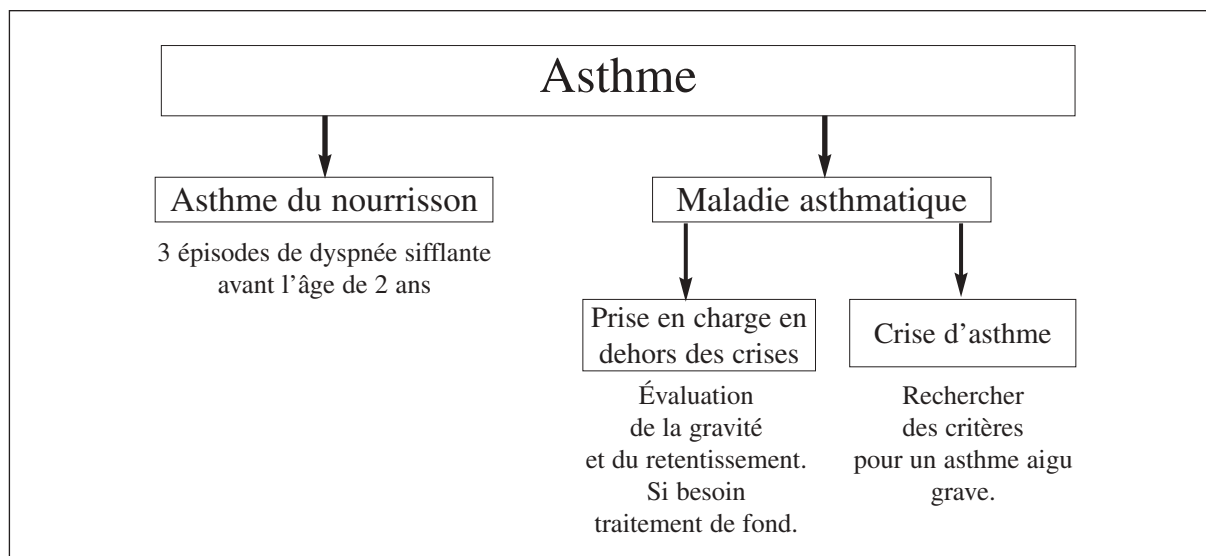 Asthme
Asthme du nourrisson
3 épisodes de dyspnée sifflante
avant l’âge de 2 ans
Maladie asthmatique
Prise en charge en
dehors des crises
Évaluation
de la gravité
et du retentissement.
Si besoin
traitement de fond.
Crise d’asthme
Rechercher
des critères
pour un asthme aigu
grave.